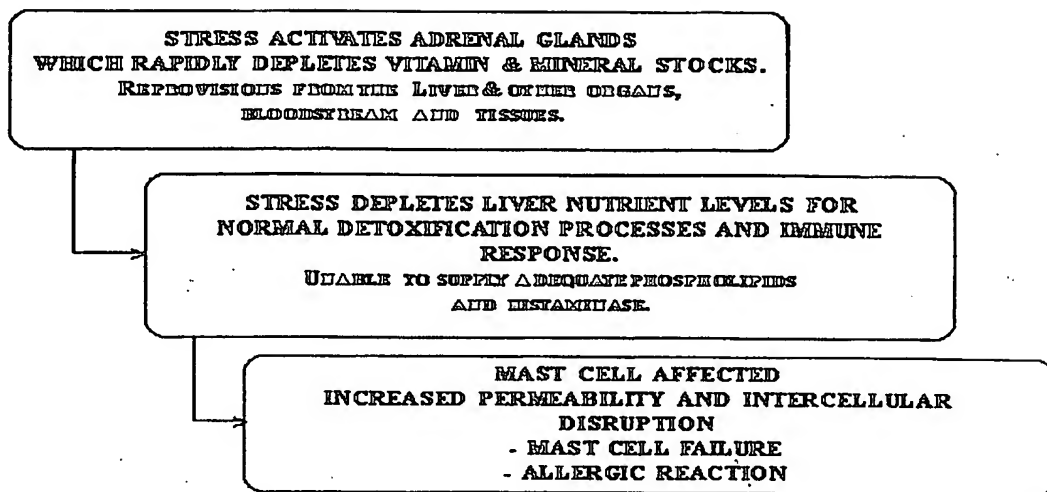 STRESS ACTIVATES ADRENAL GLANDS
WHICH RAPIDLY DEPLETES VITAMIN & MINERAL STOCKS.
REPROVISIONS FROM THE LIVER & OTHER ORGANS,
BLOODSTREAM AND TISSUES.
STRESS DEPLETES LIVER NUTRIENT LEVELS FOR
NORMAL DETOXIFICATION PROCESSES AND IMMUNE
RESPONSE.
UNABLE TO SUPPLY ADEQUATE PHOSPHOLIPIDS
AND HISTAMINASE.
MAST CELL AFFECTED
INCREASED PERMEABILITY AND INTERCELLULAR
DISRUPTION
- MAST CELL FAILURE
- ALLERGIC REACTION